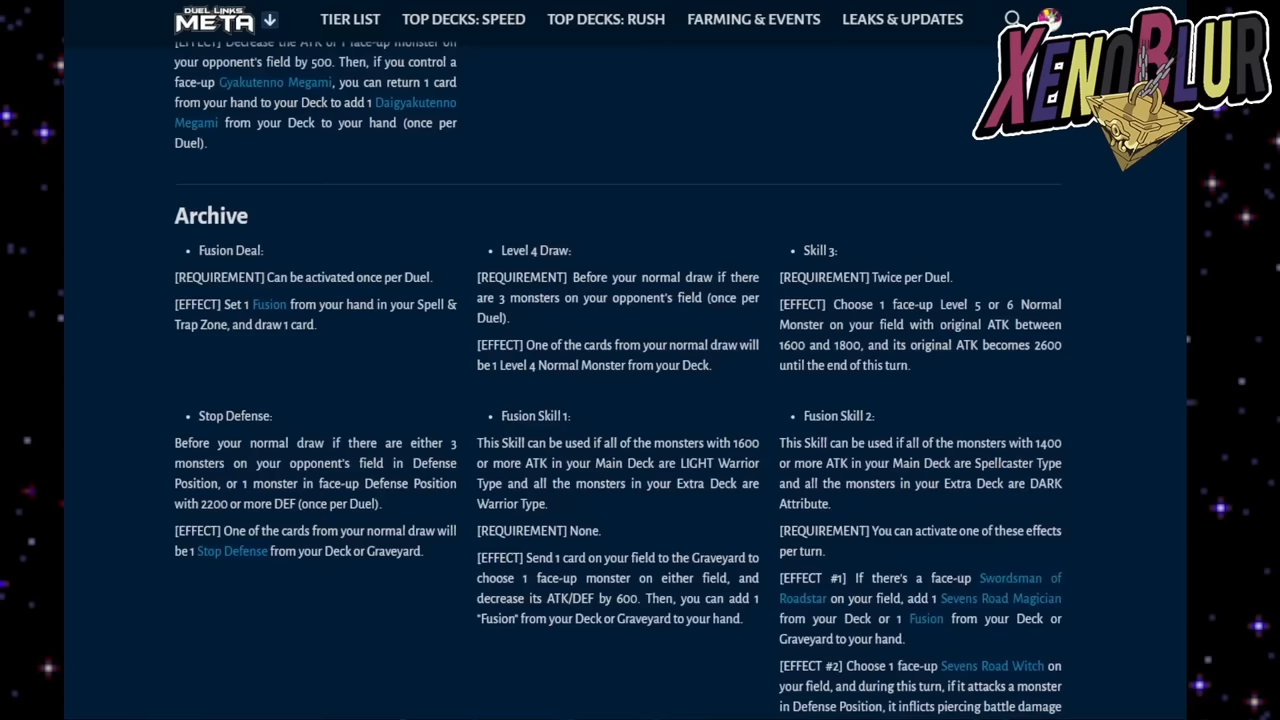 DUEL LINKS
META
TIER LIST
TOP DECKS: SPEED
TOP DECKS: RUSH
FARMING & EVENTS
LEAKS & UPDATES
XENOBLUR
[EFFECT] Decrease the ATK of 1 face-up monster on
your opponent's field by 500. Then, if you control a
face-up Gyakutenno Megami, you can return 1 card
from your hand to your Deck to add 1 Daigyakutenno
Megami from your Deck to your hand (once per
Duel).
Archive
• Fusion Deal:
[REQUIREMENT] Can be activated once per Duel.
[EFFECT] Set 1 Fusion from your hand in your Spell &
Trap Zone, and draw 1 card.
• Level 4 Draw:
[REQUIREMENT] Before your normal draw if there
are 3 monsters on your opponent's field (once per
Duel).
[EFFECT] One of the cards from your normal draw will
be 1 Level 4 Normal Monster from your Deck.
• Skill 3:
[REQUIREMENT] Twice per Duel.
[EFFECT] Choose 1 face-up Level 5 or 6 Normal
Monster on your field with original ATK between
1600 and 1800, and its original ATK becomes 2600
until the end of this turn.
• Stop Defense:
Before your normal draw if there are either 3
monsters on your opponent's field in Defense
Position, or 1 monster in face-up Defense Position
with 2200 or more DEF (once per Duel).
[EFFECT] One of the cards from your normal draw will
be 1 Stop Defense from your Deck or Graveyard.
• Fusion Skill 1:
This Skill can be used if all of the monsters with 1600
or more ATK in your Main Deck are LIGHT Warrior
Type and all the monsters in your Extra Deck are
Warrior Type.
[REQUIREMENT] None.
[EFFECT] Send 1 card on your field to the Graveyard to
choose 1 face-up monster on either field, and
decrease its ATK/DEF by 600. Then, you can add 1
"Fusion" from your Deck or Graveyard to your hand.
• Fusion Skill 2:
This Skill can be used if all of the monsters with 1400
or more ATK in your Main Deck are Spellcaster Type
and all the monsters in your Extra Deck are DARK
Attribute.
[REQUIREMENT] You can activate one of these effects
per turn.
[EFFECT #1] If there's a face-up Swordsman of
Roadstar on your field, add 1 Sevens Road Magician
from your Deck or 1 Fusion from your Deck or
Graveyard to your hand.
[EFFECT #2] Choose 1 face-up Sevens Road Witch on
your field, and during this turn, if it attacks a monster
in Defense Position, it inflicts piercing battle damage